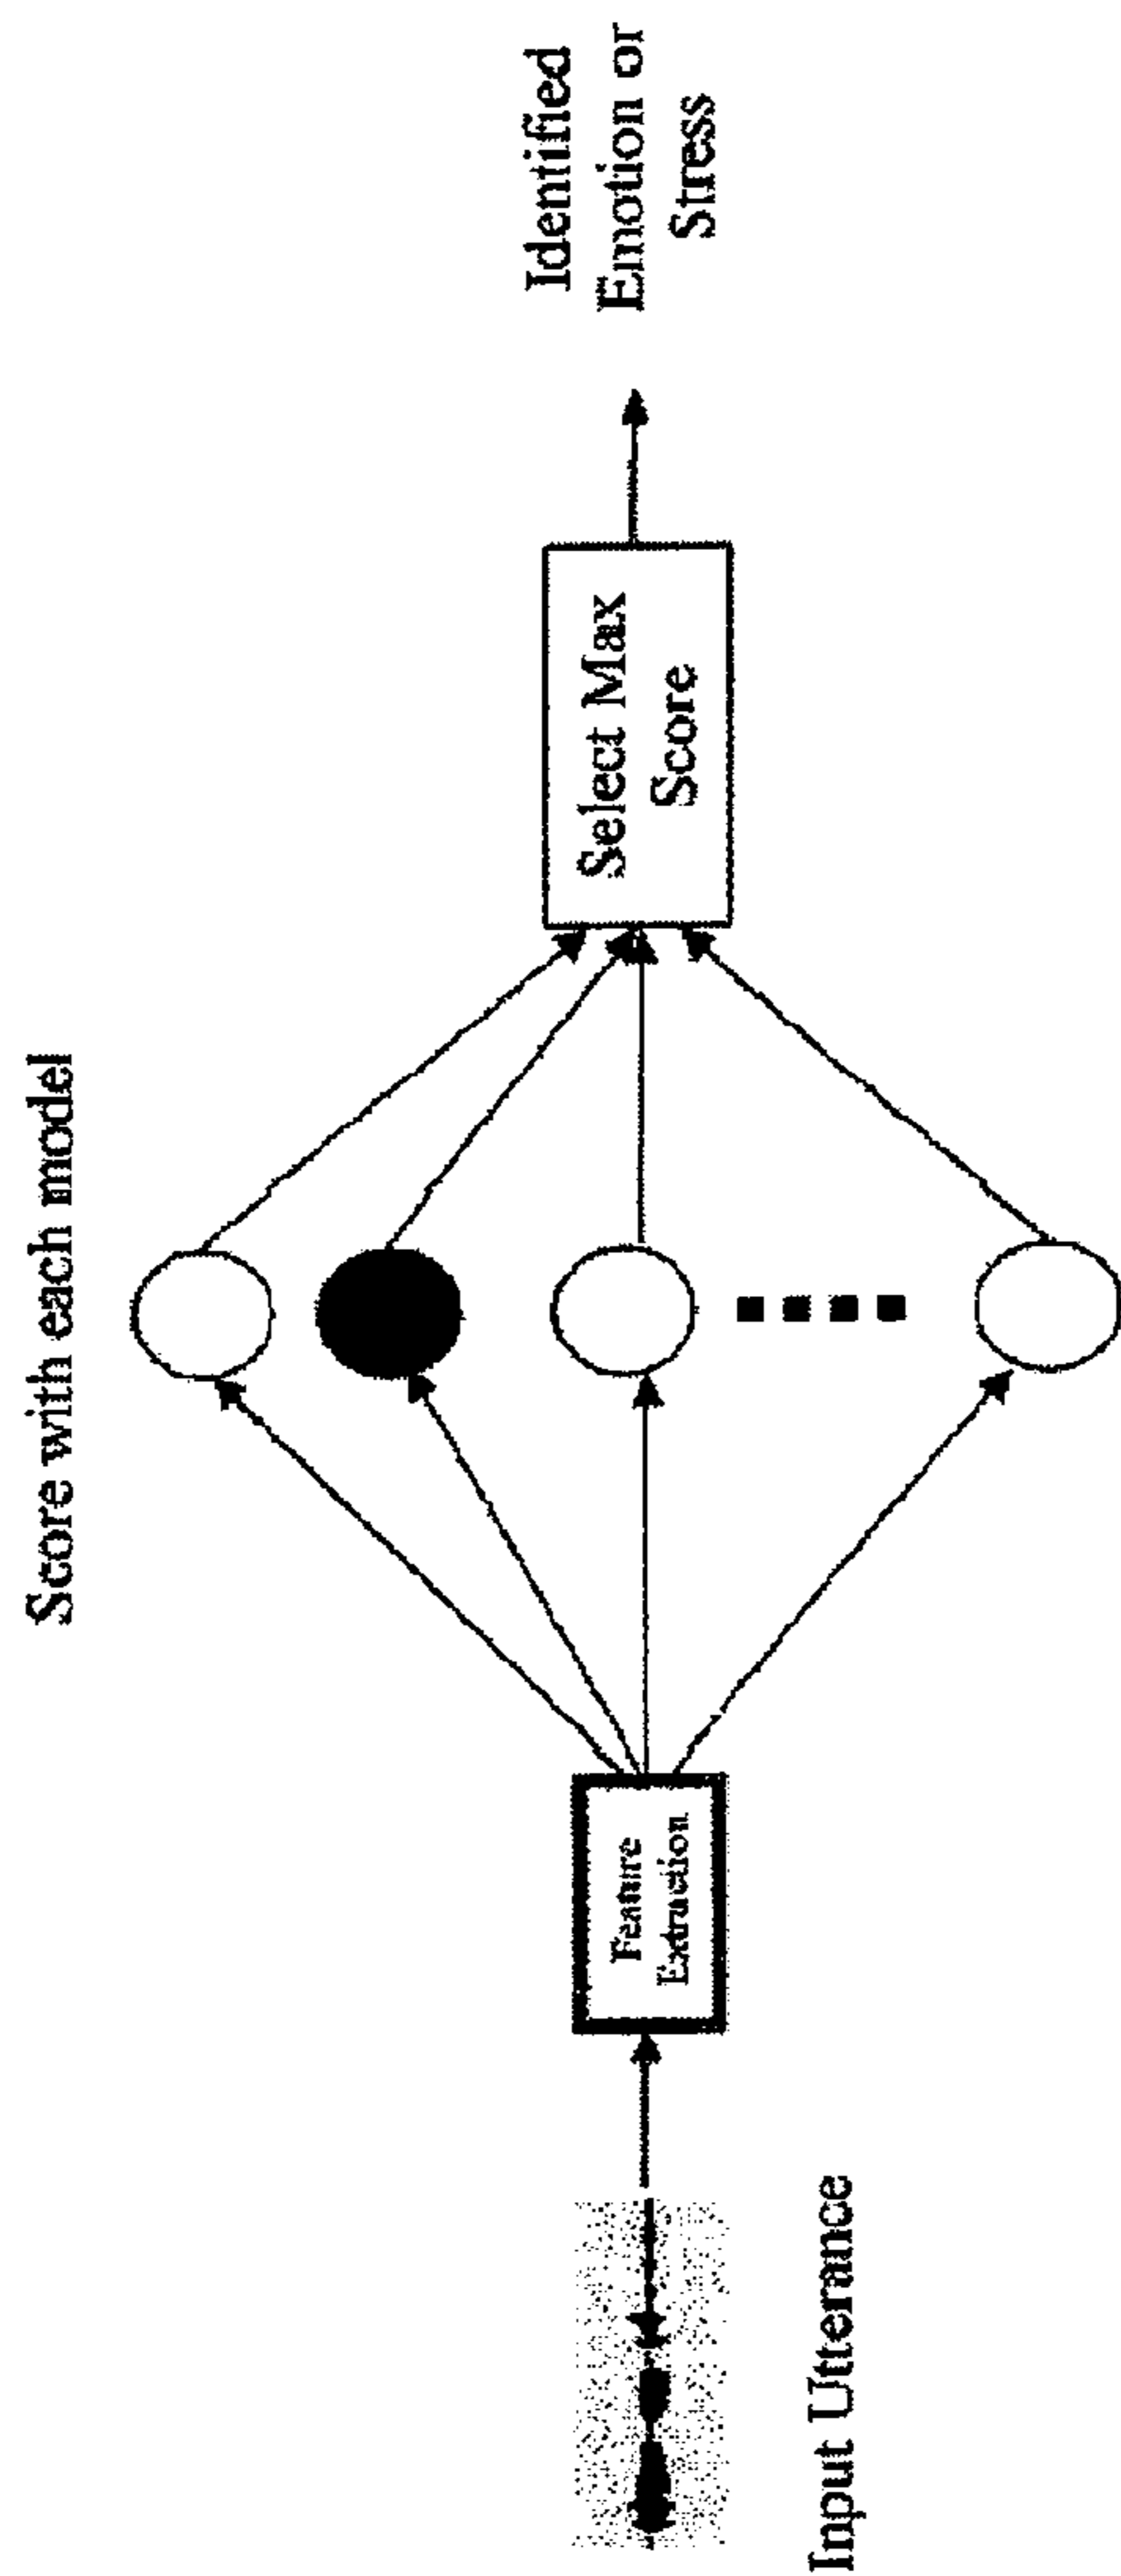 Score with each model
Input Utterance
Feature
Extraction
Select Max
Score
Identified
Emotion or
Stress